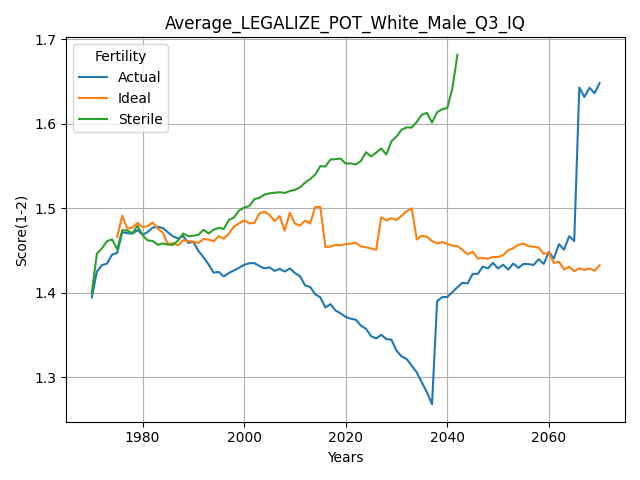 Average_LEGALIZE_POT_White_Male_Q3_IQ
Fertility
Actual
Ideal
Sterile
Score(1-2)
1.7
1.6
1.5
1.4
1.3
1980
2000
2020
2040
2060
Years